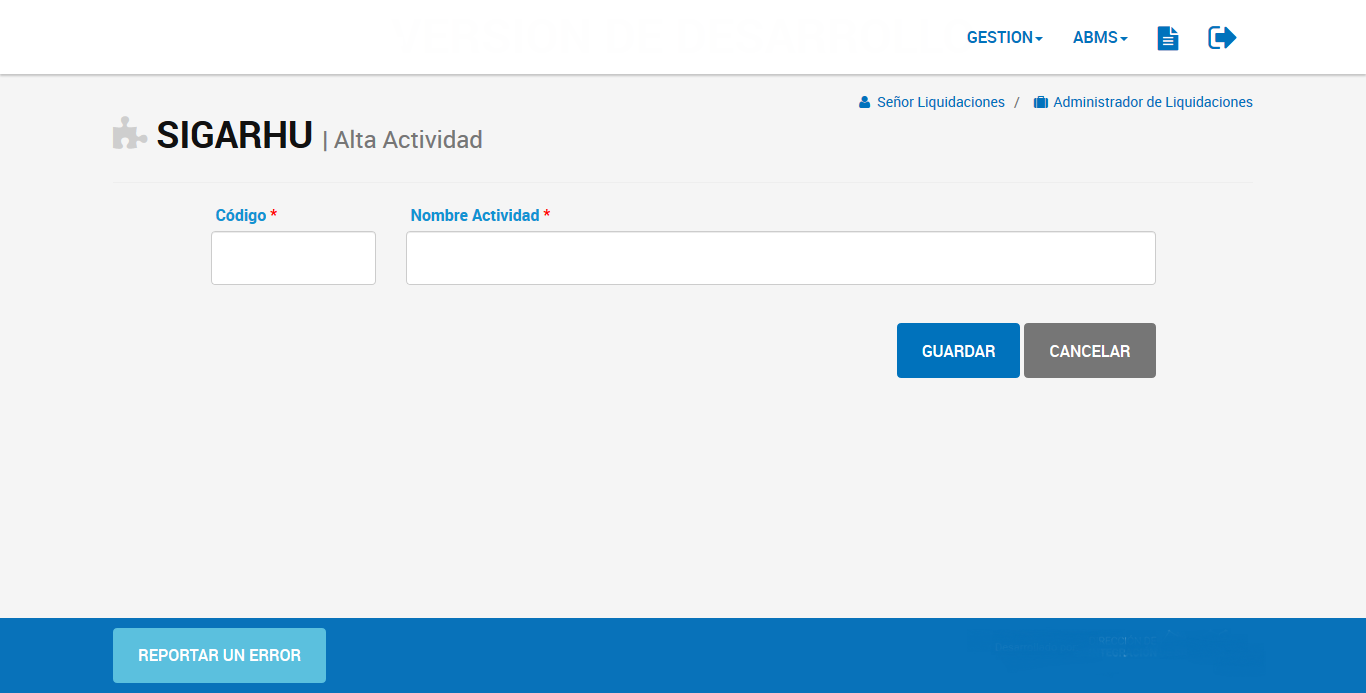 VERSION DE DESARROLLO
GESTION ABMS
Señor Liquidaciones / Administrador de Liquidaciones
SIGARHU | Alta Actividad
Código * Nombre Actividad *
GUARDAR CANCELAR
REPORTAR UN ERROR